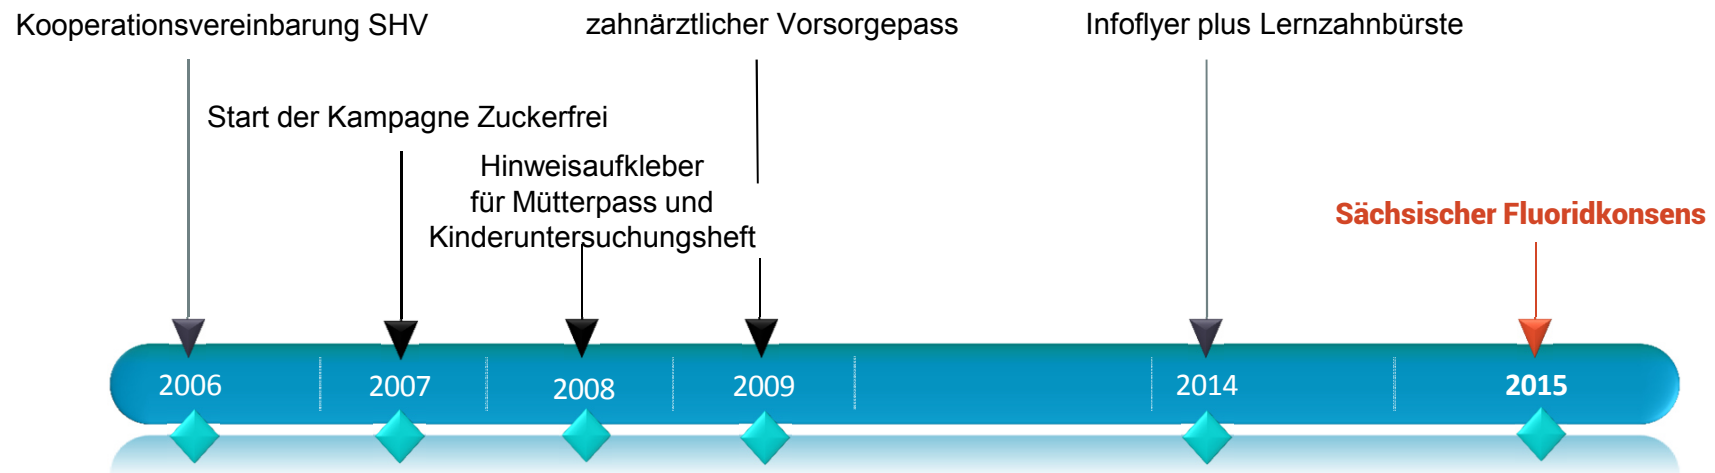 Kooperationsvereinbarung SHV
zahnärztlicher Vorsorgepass
Infoflyer plus Lernzahnbürste
Start der Kampagne Zuckerfrei
Hinweisaufkleber
für Mütterpass und
Kinderuntersuchungsheft
Sächsischer Fluoridkonsens
2006
2007
2008
2009
2014
2015